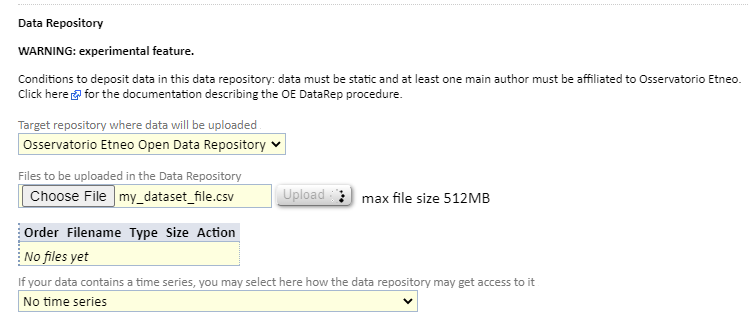 Data Repository
WARNING: experimental feature.
Conditions to deposit data in this data repository: data must be static and at least one main author must be affiliated to Osservatorio Etneo.
Click here for the documentation describing the OE DataRep procedure.
Target repository where data will be uploaded
Osservatorio Etneo Open Data Repository
Files to be uploaded in the Data Repository
Choose File my_dataset_file.csv Upload max file size 512MB
Order Filename Type Size Action
No files yet
If your data contains a time series, you may select here how the data repository may get access to it
No time series